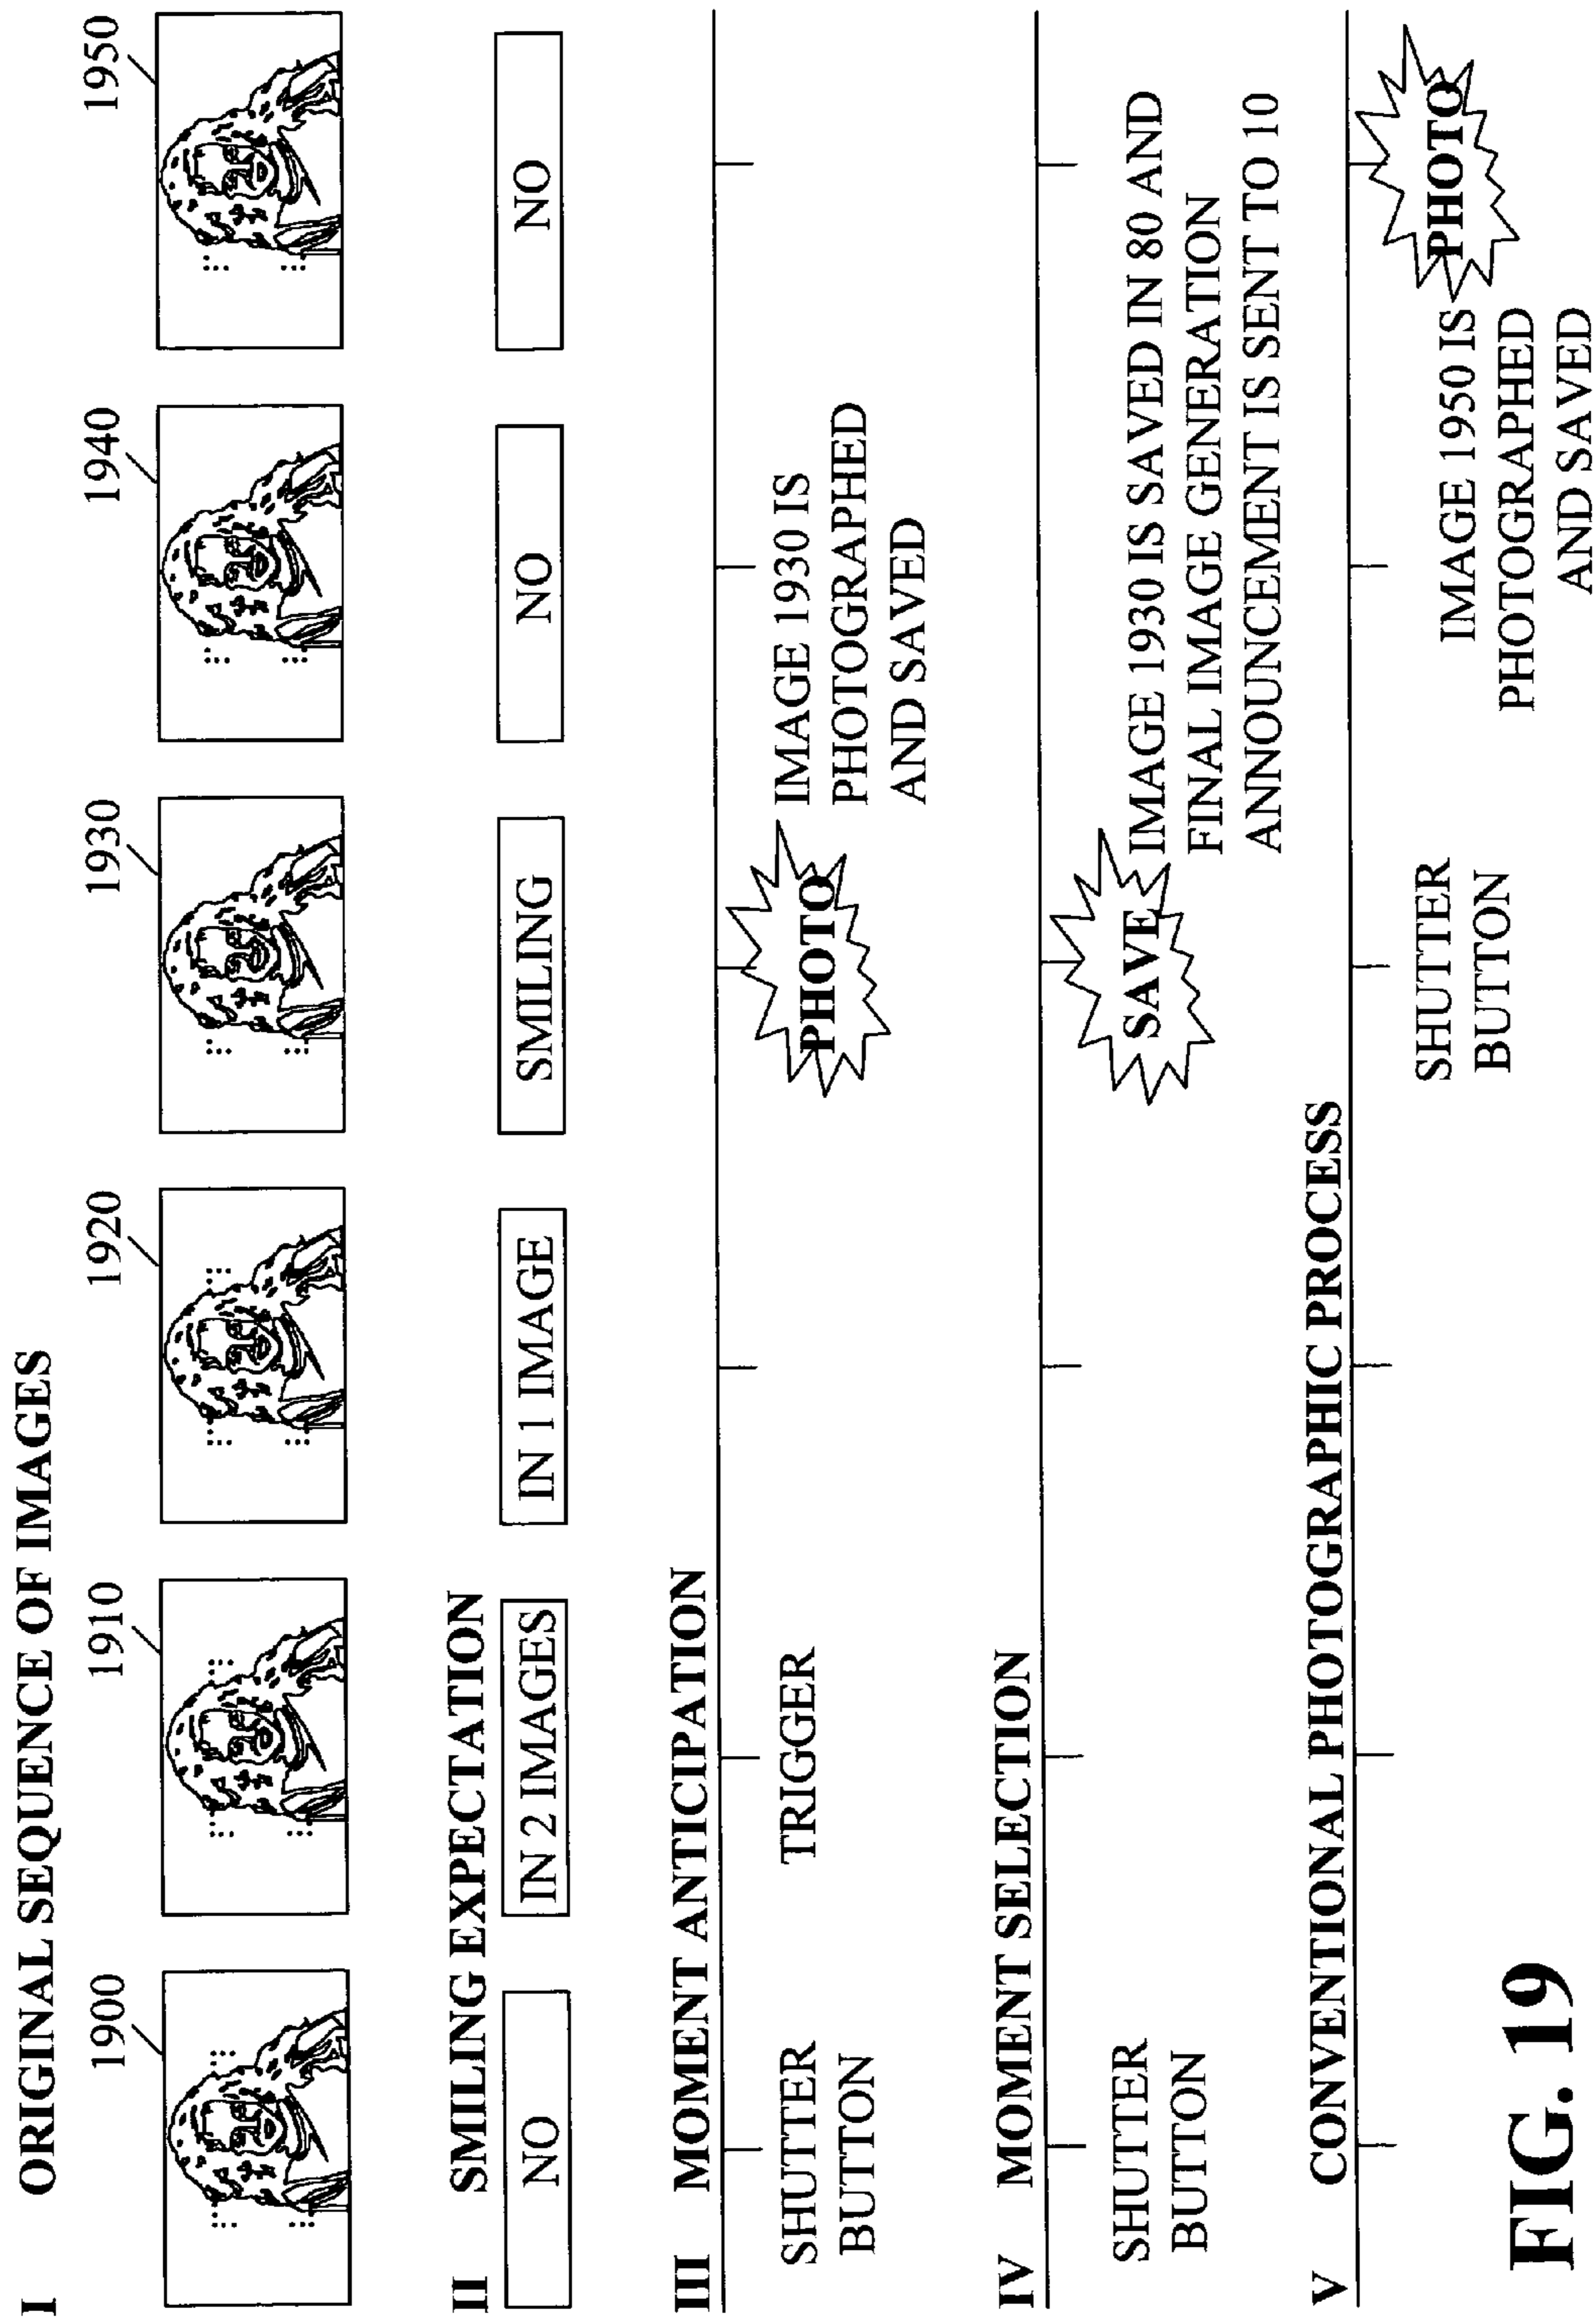 I ORIGINAL SEQUENCE OF IMAGES
1900 1910 1920 1930 1940 1950
II SMILING EXPECTATION
NO IN 2 IMAGES IN 1 IMAGE SMILING NO NO
III MOMENT ANTICIPATION
SHUTTER
BUTTON
TRIGGER
PHOTO
IMAGE 1930 IS
PHOTOGRAPHED
AND SAVED
IV MOMENT SELECTION
SHUTTER
BUTTON
SAVE
IMAGE 1930 IS SAVED IN 80 AND
FINAL IMAGE GENERATION
ANNOUNCEMENT IS SENT TO 10
V CONVENTIONAL PHOTOGRAPHIC PROCESS
SHUTTER
BUTTON
IMAGE 1950 IS
PHOTOGRAPHED
AND SAVED
PHOTO
FIG. 19